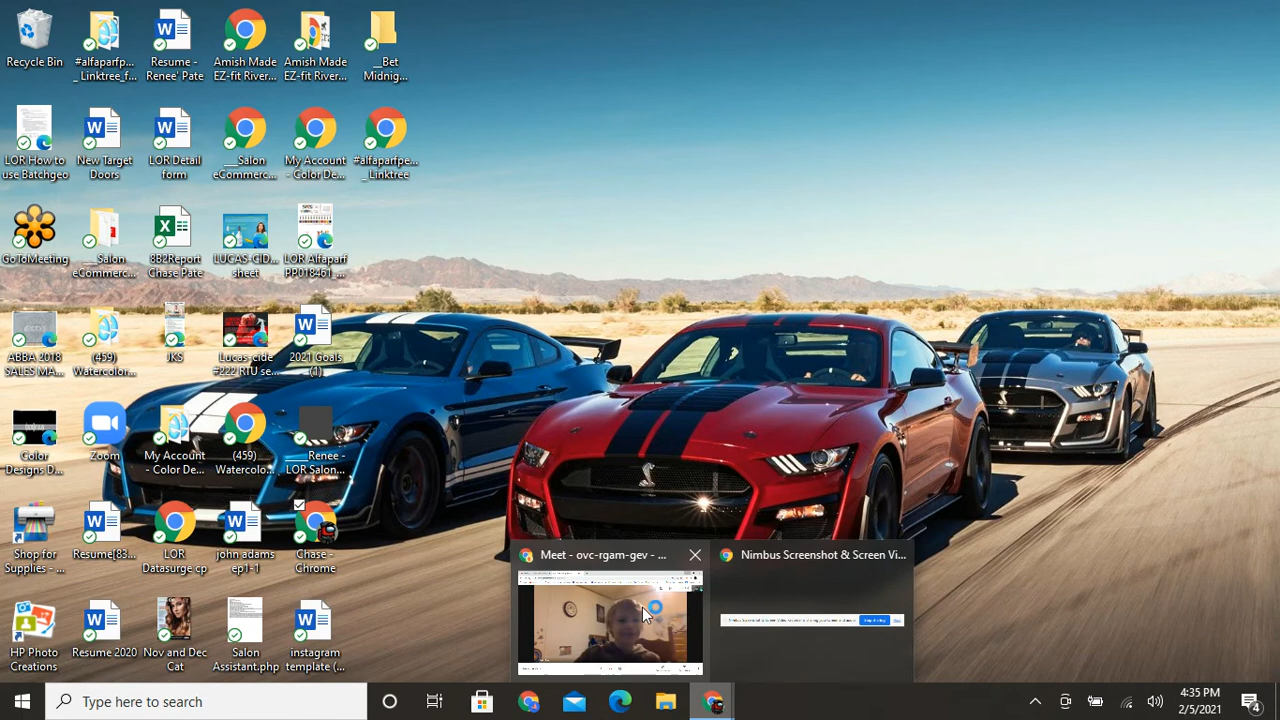 Recycle Bin
#alfaparfp...
_ Linktree_f...
Resume -
Renee' Pate
Amish Made
EZ-fit River...
Amish Made
EZ-fit River...
__Bet
Midnig...
LOR How to
use Batchgeo
New Target
Doors
LOR Detail
form
___Salon
eCommerc...
My Account
- Color De...
#alfaparfpe...
_ Linktree
GoToMeeting
___Salon
eCommerc...
8B2Report
Chase Pate
LUCAS-CID...
sheet
LOR Alfaparf
PP018461_...
ABBA 2018
SALES MA...
(459)
Watercolor...
JKS
Lucas-cide
#222 RTU se...
2021 Goals
(1)
Color
Designs D...
Zoom
My Account
- Color De...
(459)
Watercolo...
Renee -
LOR Salon...
Shop for
Supplies - ...
Resume[83...
LOR
Datasurge cp
john adams
ep1-1
Chase -
Chrome
HP Photo
Creations
Resume 2020
Nov and Dec
Cat
Salon
Assistant.php
instagram
template (...
Meet - ovc-rgam-gev - ...
Nimbus Screenshot & Screen Vi...
Type here to search
4:35 PM
2/5/2021
4